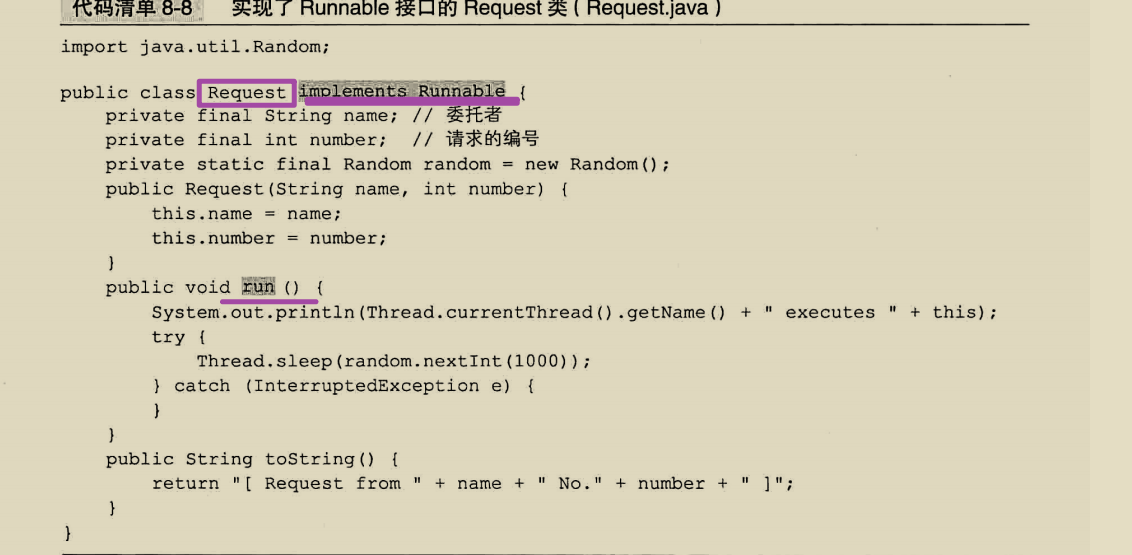 代码清单 8-8 实现了 Runnable 接口的 Request 类 ( Request.java )
import java.util.Random;
public class Request implements Runnable {
private final String name; // 委托者
private final int number; // 请求的编号
private static final Random random = new Random();
public Request(String name, int number) {
this.name = name;
this.number = number;
}
public void run () {
System.out.println(Thread.currentThread().getName() + " executes " + this);
try {
Thread.sleep(random.nextInt(1000));
} catch (InterruptedException e) {
}
}
public String toString() {
return "[ Request from " + name + " No." + number + " ]";
}
}